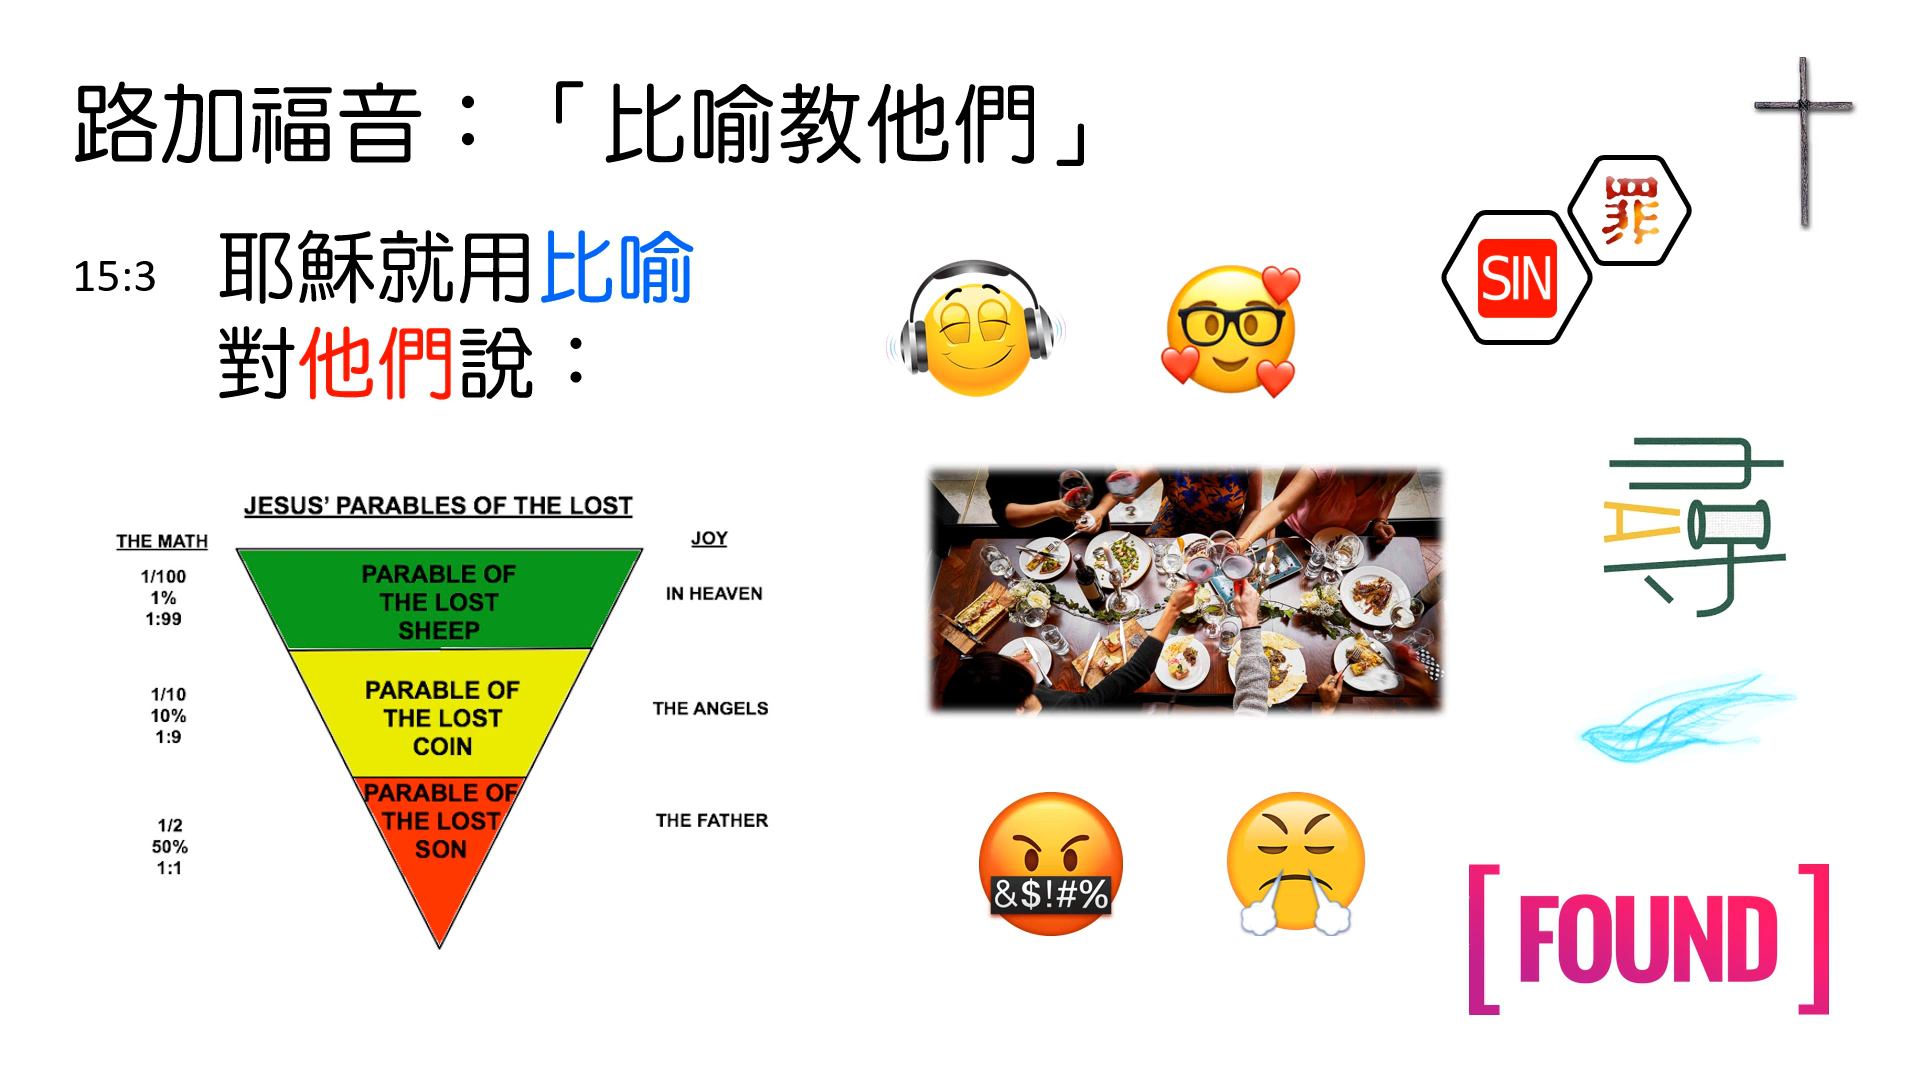 路加福音：「比喻教他們」
15:3
耶穌就用比喻
對他們說：
罪
SIN
JESUS’ PARABLES OF THE LOST
THE MATH
JOY
1/100
1%
1:99
PARABLE OF
THE LOST
SHEEP
IN HEAVEN
1/10
10%
1:9
PARABLE OF
THE LOST
COIN
THE ANGELS
1/2
50%
1:1
PARABLE OF
THE LOST
SON
THE FATHER
&$!#%
尋
[FOUND]